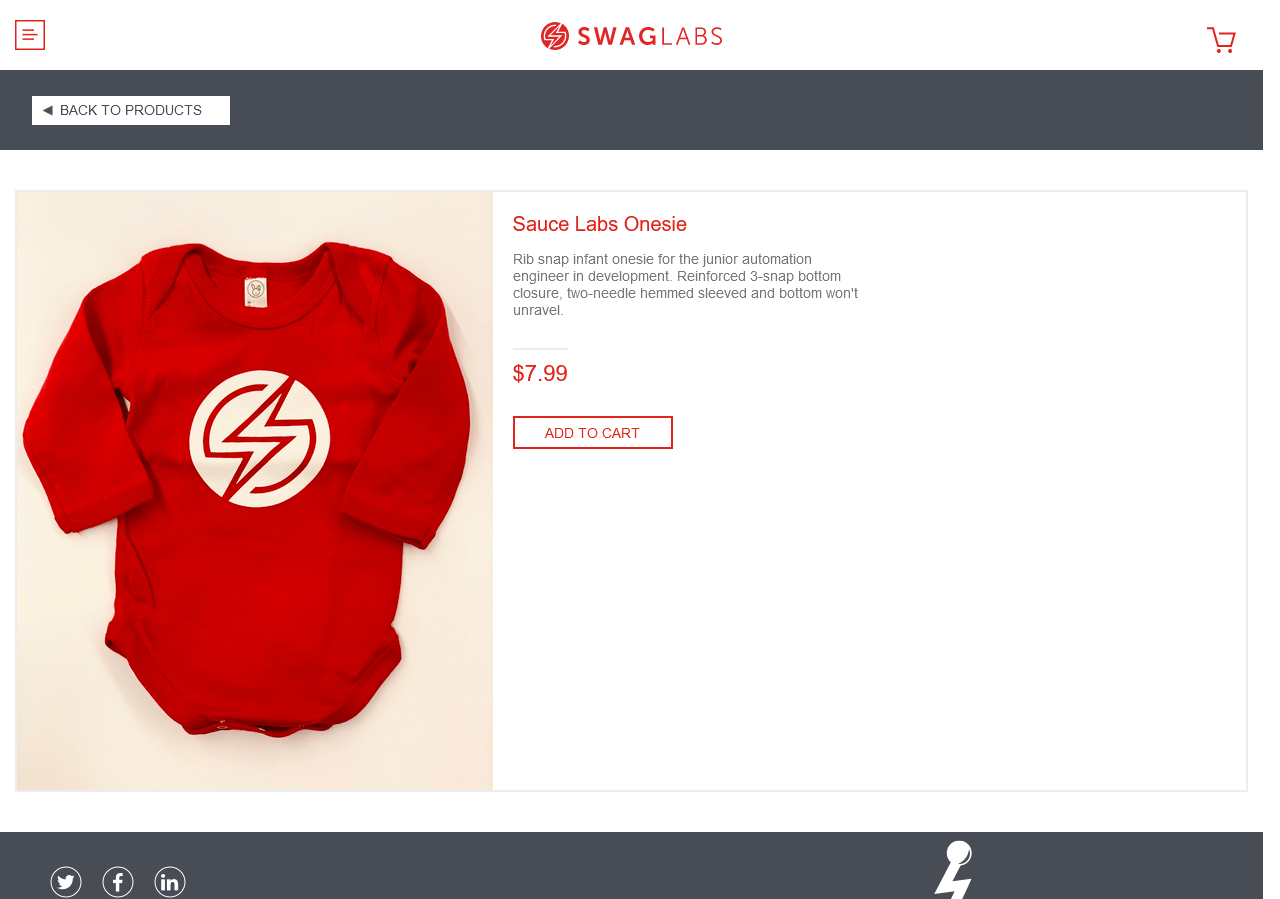 SWAGLABS
BACK TO PRODUCTS
Sauce Labs Onesie
Rib snap infant onesie for the junior automation
engineer in development. Reinforced 3-snap bottom
closure, two-needle hemmed sleeved and bottom won't
unravel.
$7.99
ADD TO CART